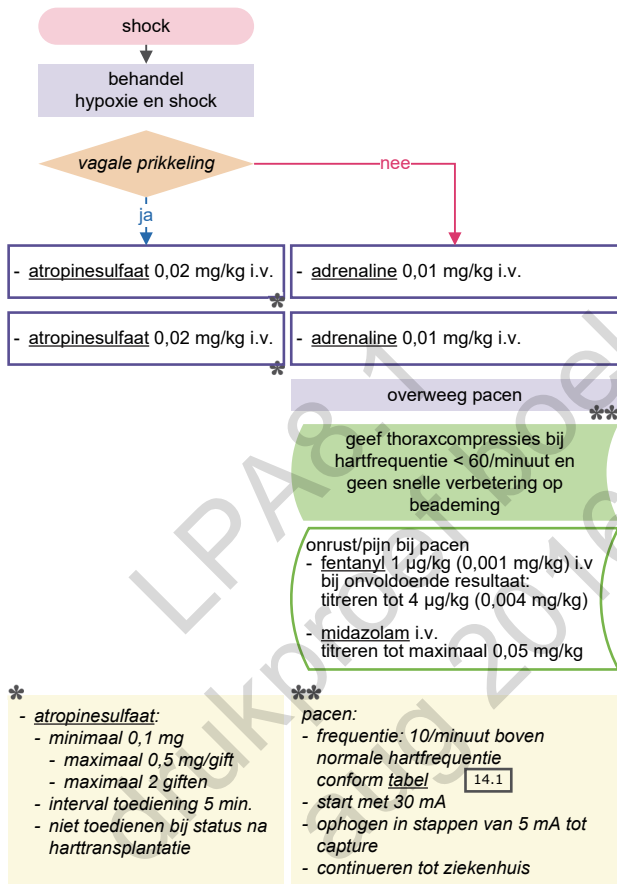 shock
behandel
hypoxie en shock
vagale prikkeling
nee
ja
- atropinesulfaat 0,02 mg/kg i.v.
*
- adrenaline 0,01 mg/kg i.v.
- atropinesulfaat 0,02 mg/kg i.v.
*
- adrenaline 0,01 mg/kg i.v.
overweeg pacen
**
geef thoraxcompressies bij
hartfrequentie < 60/minuut en
geen snelle verbetering op
beademing
onrust/pijn bij pacen
- fentanyl 1 µg/kg (0,001 mg/kg) i.v
bij onvoldoende resultaat:
titreren tot 4 µg/kg (0,004 mg/kg)
- midazolam i.v.
titreren tot maximaal 0,05 mg/kg
*
- atropinesulfaat:
- minimaal 0,1 mg
- maximaal 0,5 mg/gift
- maximaal 2 giften
- interval toediening 5 min.
- niet toedienen bij status na
harttransplantatie
**
pacen:
- frequentie: 10/minuut boven
normale hartfrequentie
conform tabel 14.1
- start met 30 mA
- ophogen in stappen van 5 mA tot
capture
- continueren tot ziekenhuis
LPA8. 1
drukproef boek
aug 2016